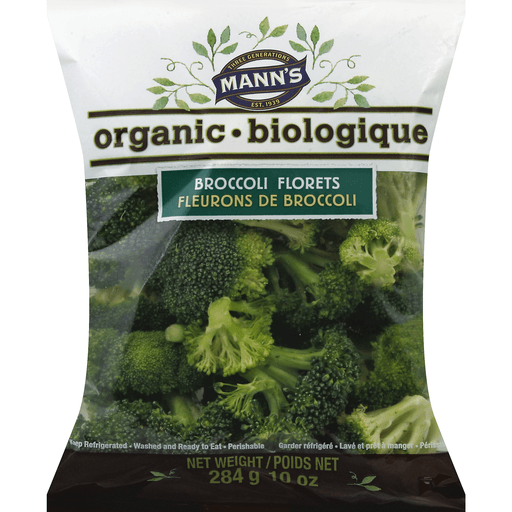 THREE GENERATIONS
MANN'S
EST. 1939
organic • biologique
BROCCOLI FLORETS
FLEURONS DE BROCCOLI
Refrigerated • Washed and Ready to Eat • Perishable Garder réfrigéré • Lavé et prêt à manger •
NET WEIGHT / POIDS NET
284 g 10 oz